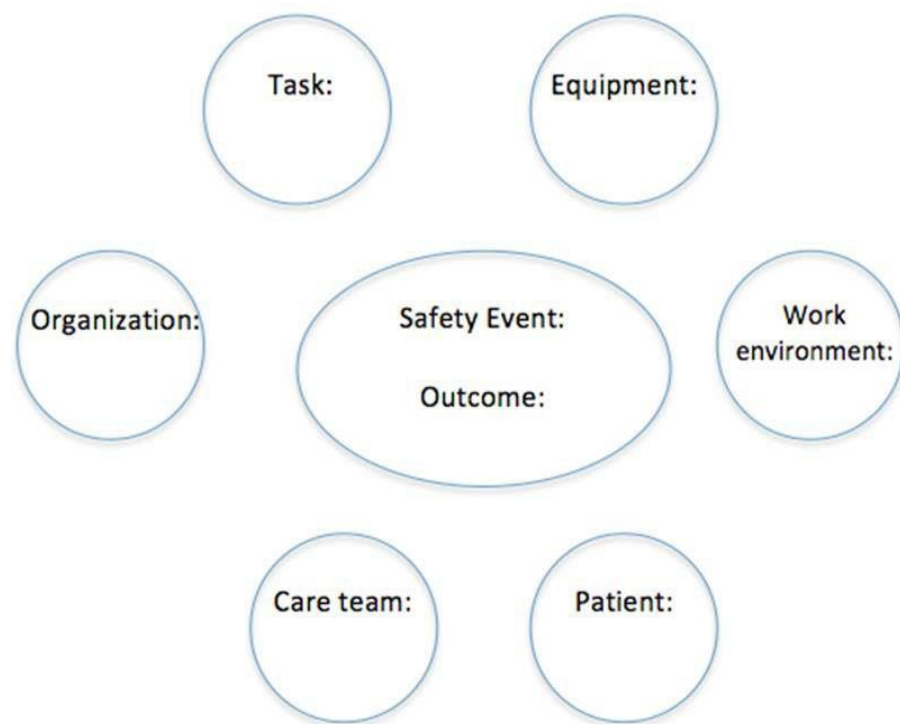 Task:
Equipment:
Organization:
Safety Event:
Outcome:
Work
environment:
Care team:
Patient: